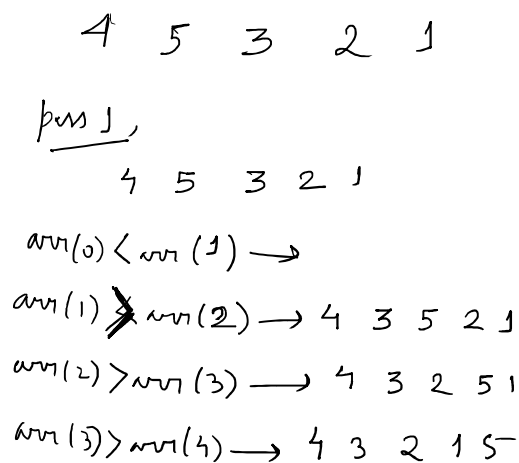 4 5 3 2 1
pass 1,
4 5 3 2 1
arr(0) < arr(1) →
arr(1) > arr(2) → 4 3 5 2 1
arr(2) > arr(3) → 4 3 2 5 1
arr(3) > arr(4) → 4 3 2 1 5